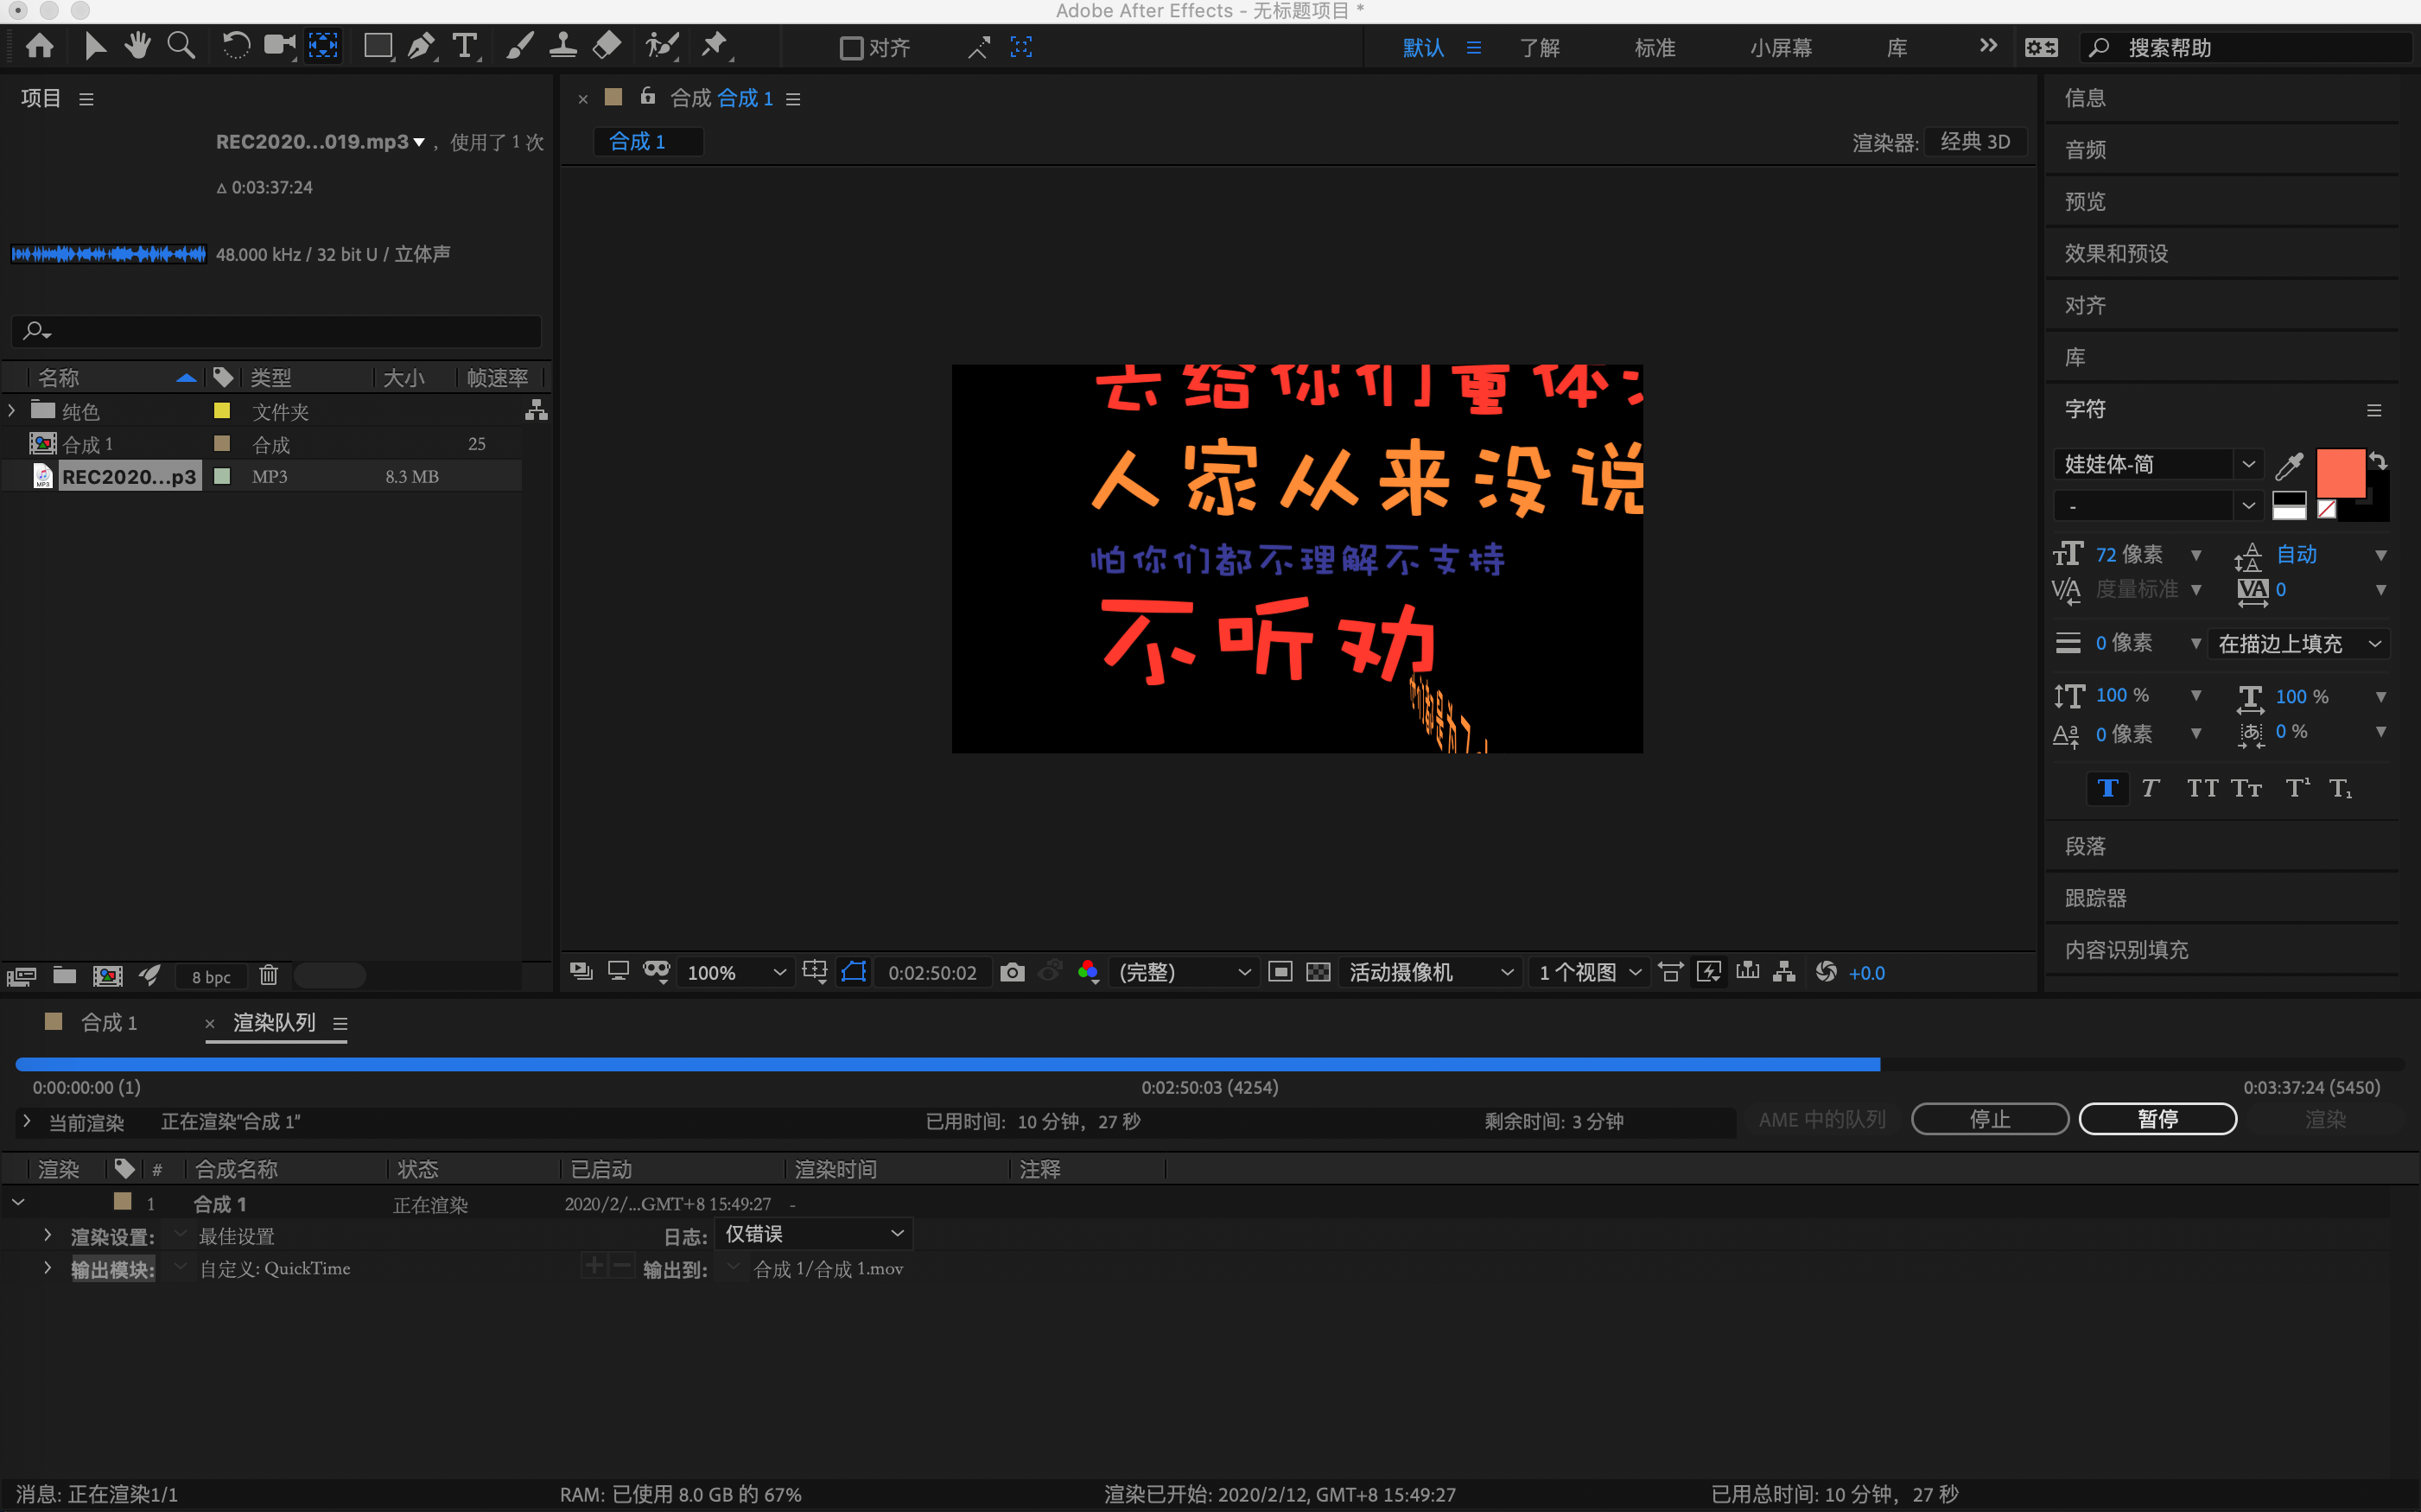 Adobe After Effects - 无标题项目 *
对齐
默认 了解 标准 小屏幕 库 搜索帮助
项目
REC2020...019.mp3 , 使用了 1 次
Δ 0:03:37:24
48.000 kHz / 32 bit U / 立体声
名称 类型 大小 帧速率
纯色 文件夹
合成 1 合成 25
REC2020...p3 MP3 8.3 MB
8 bpc
合成 合成 1
合成 1
渲染器: 经典 3D
去给你们重体
人家从来没说
怕你们都不理解不支持
不听劝
100% 0:02:50:02 (完整) 活动摄像机 1 个视图 +0.0
信息
音频
预览
效果和预设
对齐
库
字符
娃娃体-简
-
72 像素 自动
度量标准 0
0 像素 在描边上填充
100 % 100 %
0 像素 0 %
段落
跟踪器
内容识别填充
合成 1 渲染队列
0:00:00:00 (1) 0:02:50:03 (4254) 0:03:37:24 (5450)
当前渲染 正在渲染"合成 1" 已用时间: 10 分钟, 27 秒 剩余时间: 3 分钟 AME 中的队列 停止 暂停 渲染
渲染 # 合成名称 状态 已启动 渲染时间 注释
1 合成 1 正在渲染 2020/2/...GMT+8 15:49:27 -
渲染设置: 最佳设置 日志: 仅错误
输出模块: 自定义: QuickTime 输出到: 合成 1/合成 1.mov
消息: 正在渲染1/1 RAM: 已使用 8.0 GB 的 67% 渲染已开始: 2020/2/12, GMT+8 15:49:27 已用总时间: 10 分钟, 27 秒